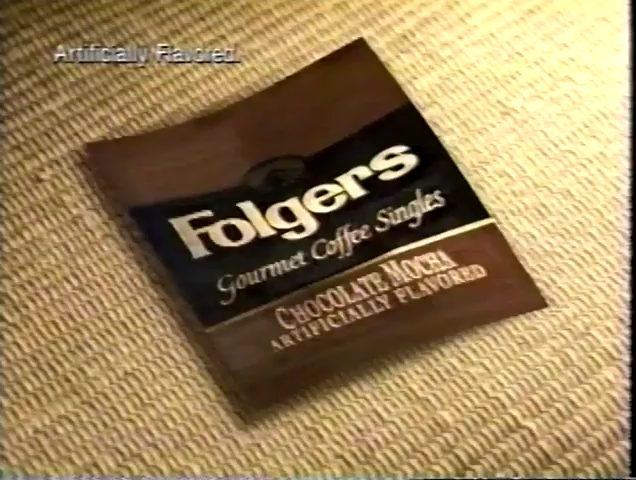 Artificially Flavored.
Folgers
Gourmet Coffee Singles
CHOCOLATE MOCHA
ARTIFICIALLY FLAVORED